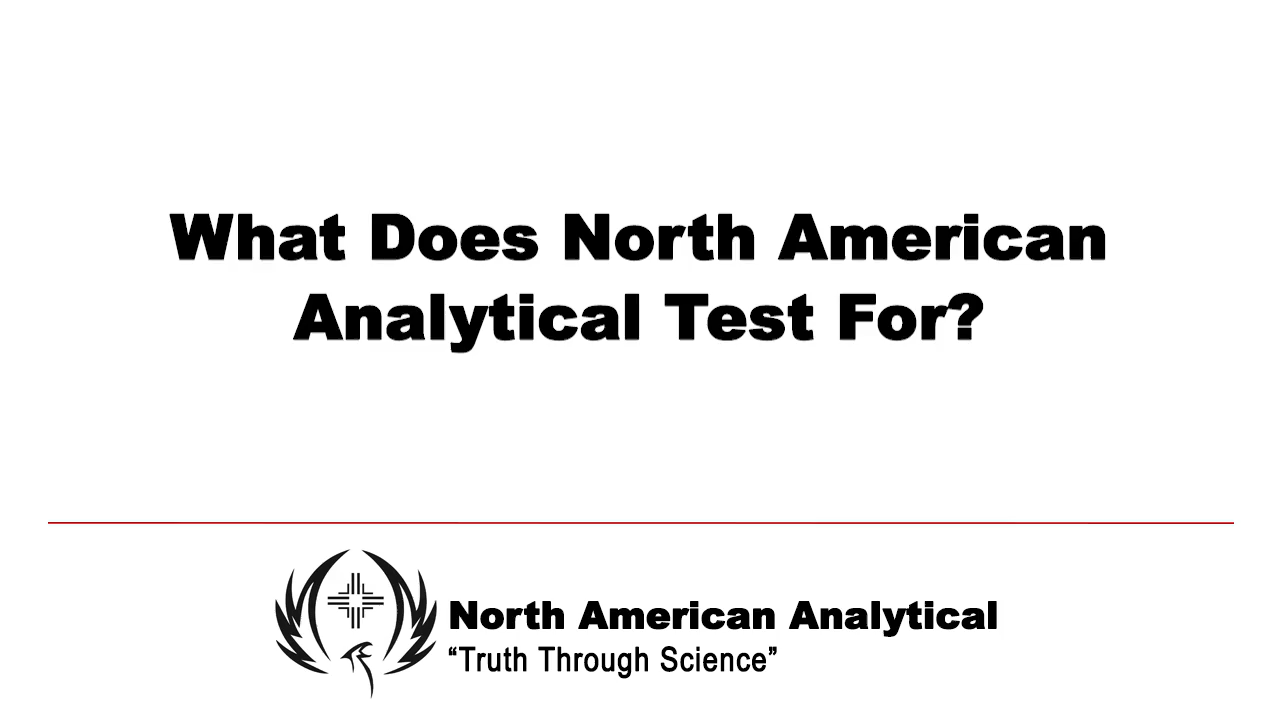 What Does North American
Analytical Test For?
North American Analytical
“Truth Through Science”